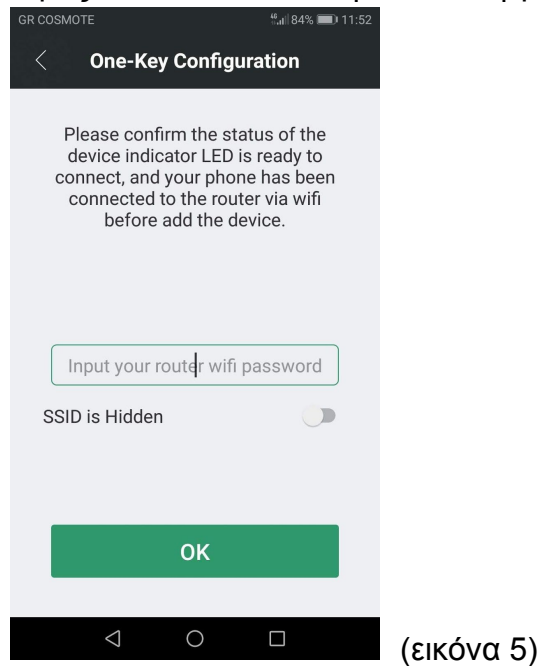 GR COSMOTE 84% 11:52
One-Key Configuration
Please confirm the status of the
device indicator LED is ready to
connect, and your phone has been
connected to the router via wifi
before add the device.
Input your router wifi password
SSID is Hidden
OK
(εικόνα 5)